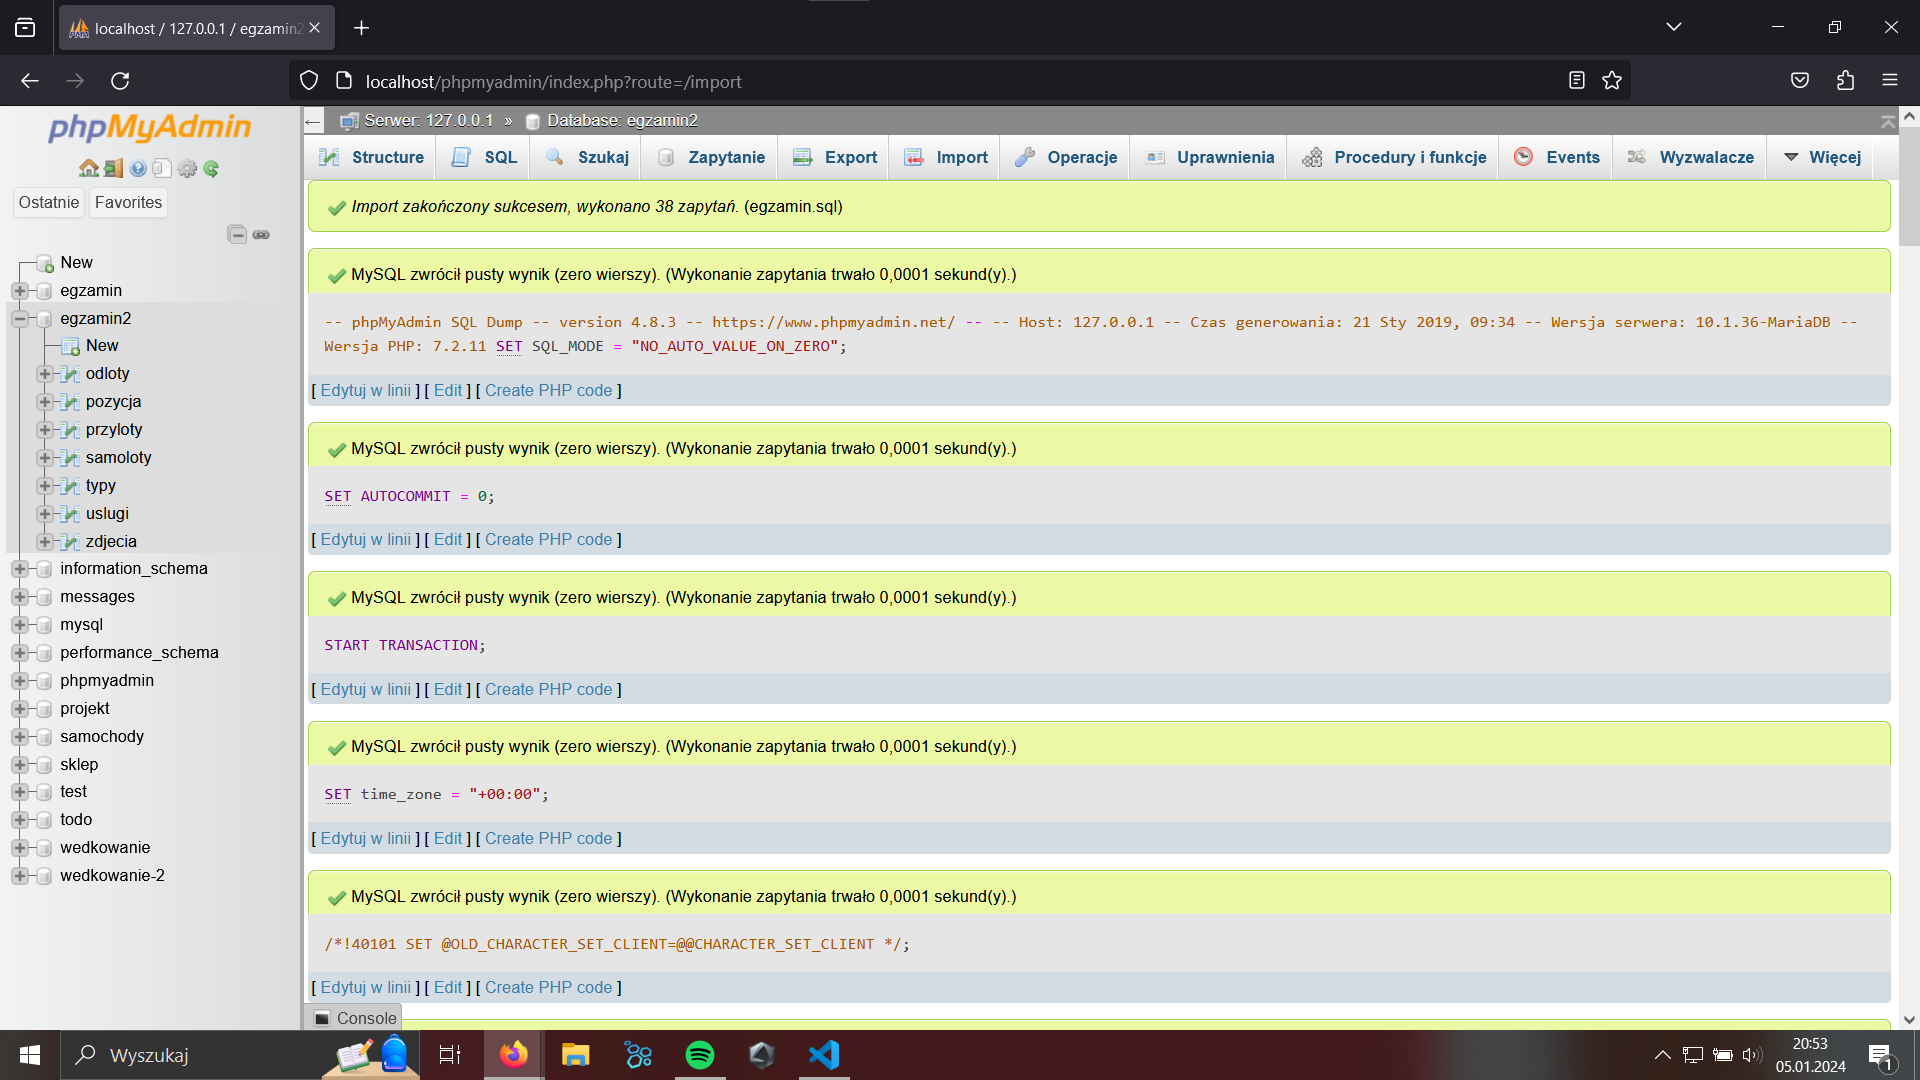 localhost / 127.0.0.1 / egzamin2
localhost/phpmyadmin/index.php?route=/import
phpMyAdmin
Ostatnie Favorites
New
egzamin
egzamin2
New
odloty
pozycja
przyloty
samoloty
typy
uslugi
zdjecia
information_schema
messages
mysql
performance_schema
phpmyadmin
projekt
samochody
sklep
test
todo
wedkowanie
wedkowanie-2
← Serwer: 127.0.0.1 » Database: egzamin2
Structure SQL Szukaj Zapytanie Export Import Operacje Uprawnienia Procedury i funkcje Events Wyzwalacze Więcej
Import zakończony sukcesem, wykonano 38 zapytań. (egzamin.sql)
MySQL zwrócił pusty wynik (zero wierszy). (Wykonanie zapytania trwało 0,0001 sekund(y).)
-- phpMyAdmin SQL Dump -- version 4.8.3 -- https://www.phpmyadmin.net/ -- -- Host: 127.0.0.1 -- Czas generowania: 21 Sty 2019, 09:34 -- Wersja serwera: 10.1.36-MariaDB --
Wersja PHP: 7.2.11 SET SQL_MODE = "NO_AUTO_VALUE_ON_ZERO";
[ Edytuj w linii ] [ Edit ] [ Create PHP code ]
MySQL zwrócił pusty wynik (zero wierszy). (Wykonanie zapytania trwało 0,0001 sekund(y).)
SET AUTOCOMMIT = 0;
[ Edytuj w linii ] [ Edit ] [ Create PHP code ]
MySQL zwrócił pusty wynik (zero wierszy). (Wykonanie zapytania trwało 0,0001 sekund(y).)
START TRANSACTION;
[ Edytuj w linii ] [ Edit ] [ Create PHP code ]
MySQL zwrócił pusty wynik (zero wierszy). (Wykonanie zapytania trwało 0,0001 sekund(y).)
SET time_zone = "+00:00";
[ Edytuj w linii ] [ Edit ] [ Create PHP code ]
MySQL zwrócił pusty wynik (zero wierszy). (Wykonanie zapytania trwało 0,0001 sekund(y).)
/*!40101 SET @OLD_CHARACTER_SET_CLIENT=@@CHARACTER_SET_CLIENT */;
[ Edytuj w linii ] [ Edit ] [ Create PHP code ]
Console
Wyszukaj
20:53
05.01.2024
1